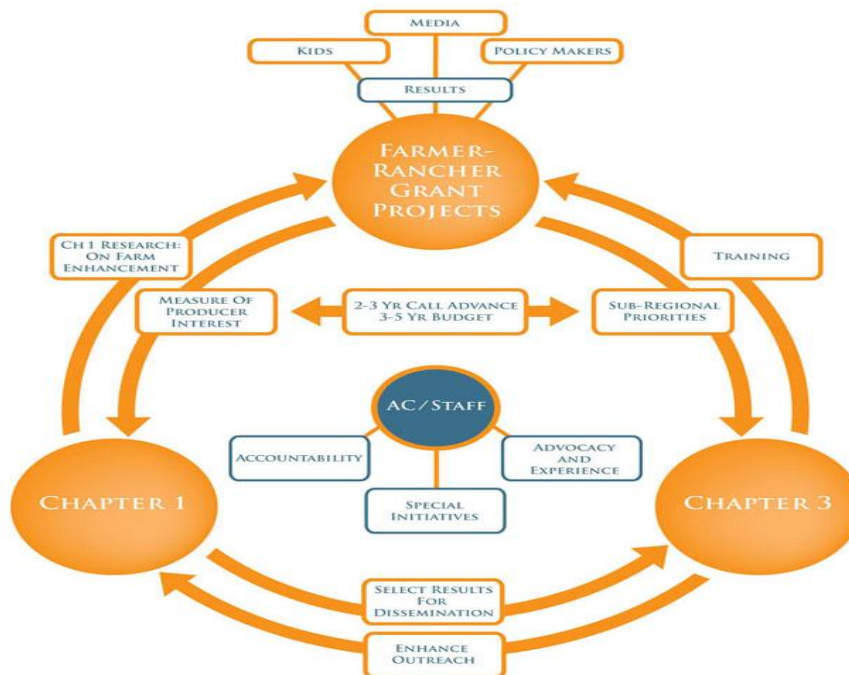 MEDIA
KIDS
POLICY MAKERS
RESULTS
FARMER-
RANCHER
GRANT
PROJECTS
CH 1 RESEARCH:
ON FARM
ENHANCEMENT
TRAINING
MEASURE OF
PRODUCER
INTEREST
2-3 YR CALL ADVANCE
3-5 YR BUDGET
SUB-REGIONAL
PRIORITIES
AC/STAFF
ACCOUNTABILITY
ADVOCACY
AND
EXPERIENCE
SPECIAL
INITIATIVES
CHAPTER 1
CHAPTER 3
SELECT RESULTS
FOR
DISSEMINATION
ENHANCE
OUTREACH